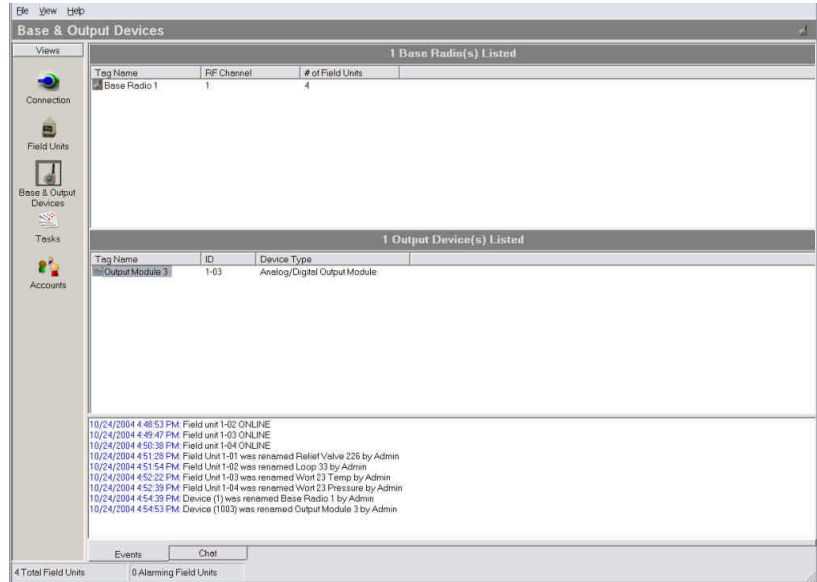 File View Help
Base & Output Devices
Views
Connection
Field Units
Base & Output
Devices
Tasks
Accounts
1 Base Radio(s) Listed
Tag Name RF Channel # of Field Units
Base Radio 1 1 4
1 Output Device(s) Listed
Tag Name ID Device Type
Output Module 3 1-03 Analog/Digital Output Module
10/24/2004 4:48:53 PM: Field unit 1-02 ONLINE
10/24/2004 4:49:47 PM: Field unit 1-03 ONLINE
10/24/2004 4:50:38 PM: Field unit 1-04 ONLINE
10/24/2004 4:51:28 PM: Field Unit 1-01 was renamed Relief Valve 226 by Admin
10/24/2004 4:51:54 PM: Field Unit 1-02 was renamed Loop 33 by Admin
10/24/2004 4:52:22 PM: Field Unit 1-03 was renamed Wort 23 Temp by Admin
10/24/2004 4:52:39 PM: Field Unit 1-04 was renamed Wort 23 Pressure by Admin
10/24/2004 4:54:39 PM: Device (1) was renamed Base Radio 1 by Admin
10/24/2004 4:54:53 PM: Device (1003) was renamed Output Module 3 by Admin
Events Chat
4 Total Field Units 0 Alarming Field Units